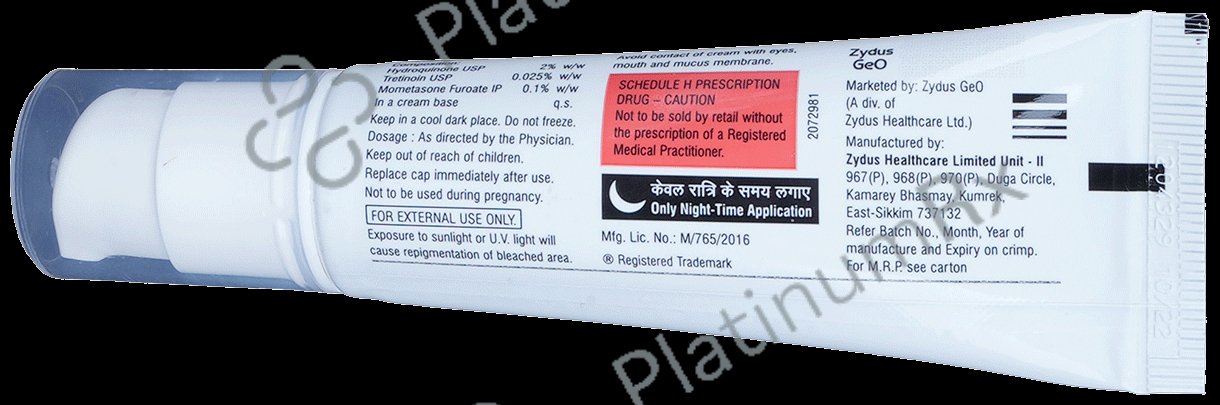 Composition:
Hydroquinone USP 2% w/w
Tretinoin USP 0.025% w/w
Mometasone Furoate IP 0.1% w/w
In a cream base q.s.
Keep in a cool dark place. Do not freeze.
Dosage : As directed by the Physician.
Keep out of reach of children.
Replace cap immediately after use.
Not to be used during pregnancy.
FOR EXTERNAL USE ONLY.
Exposure to sunlight or U.V. light will
cause repigmentation of bleached area.
Avoid contact of cream with eyes,
mouth and mucus membrane.
SCHEDULE H PRESCRIPTION
DRUG – CAUTION
Not to be sold by retail without
the prescription of a Registered
Medical Practitioner.
2072981
केवल रात्रि के समय लगाए
Only Night-Time Application
Mfg. Lic. No.: M/765/2016
® Registered Trademark
Zydus
GeO
Marketed by: Zydus GeO
(A div. of
Zydus Healthcare Ltd.)
Manufactured by:
Zydus Healthcare Limited Unit - II
967(P), 968(P), 970(P), Duga Circle,
Kamarey Bhasmay, Kumrek,
East-Sikkim 737132
Refer Batch No., Month, Year of
manufacture and Expiry on crimp.
For M.R.P. see carton
10/22
PlatinumRx
Platinum